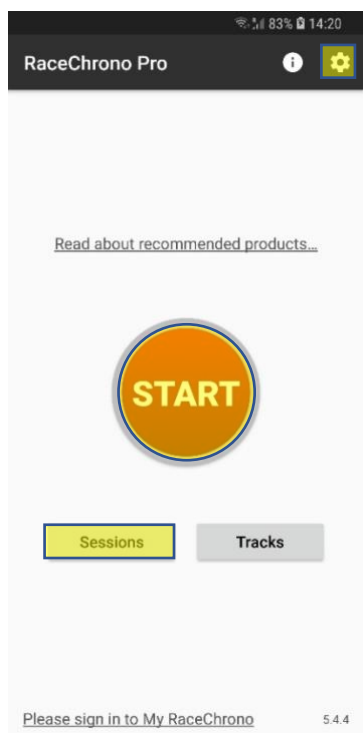 83% 14:20
RaceChrono Pro
Read about recommended products...
START
Sessions
Tracks
Please sign in to My RaceChrono
5.4.4